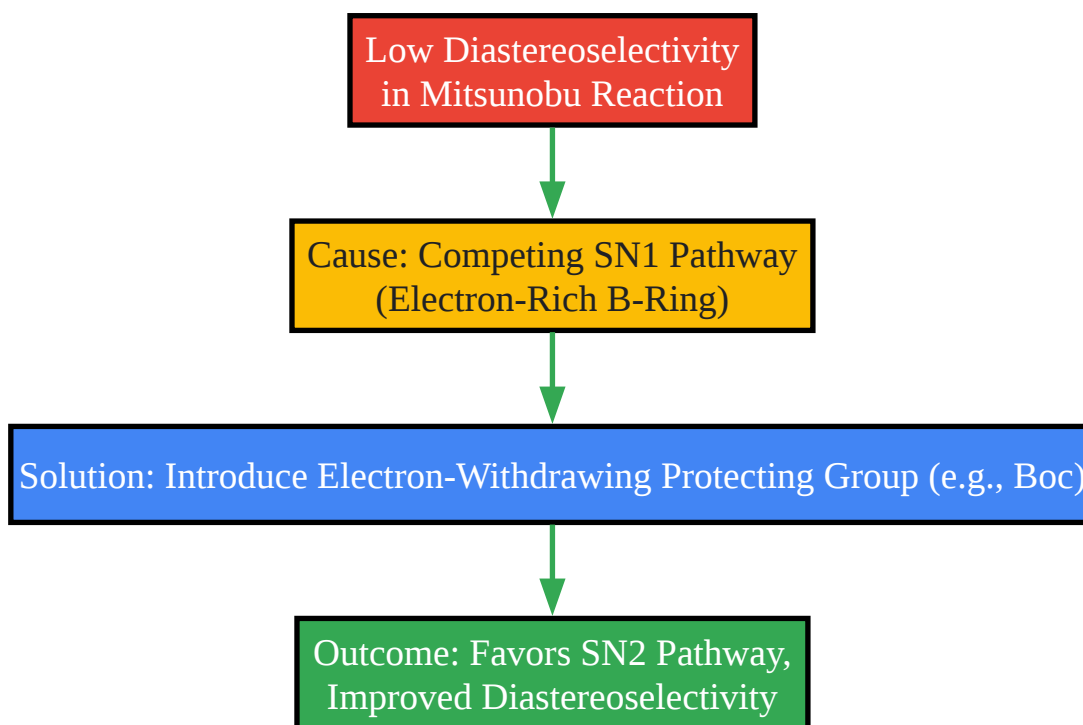 Low Diastereoselectivity
in Mitsunobu Reaction
Cause: Competing SN1 Pathway
(Electron-Rich B-Ring)
Solution: Introduce Electron-Withdrawing Protecting Group (e.g., Boc)
Outcome: Favors SN2 Pathway,
Improved Diastereoselectivity